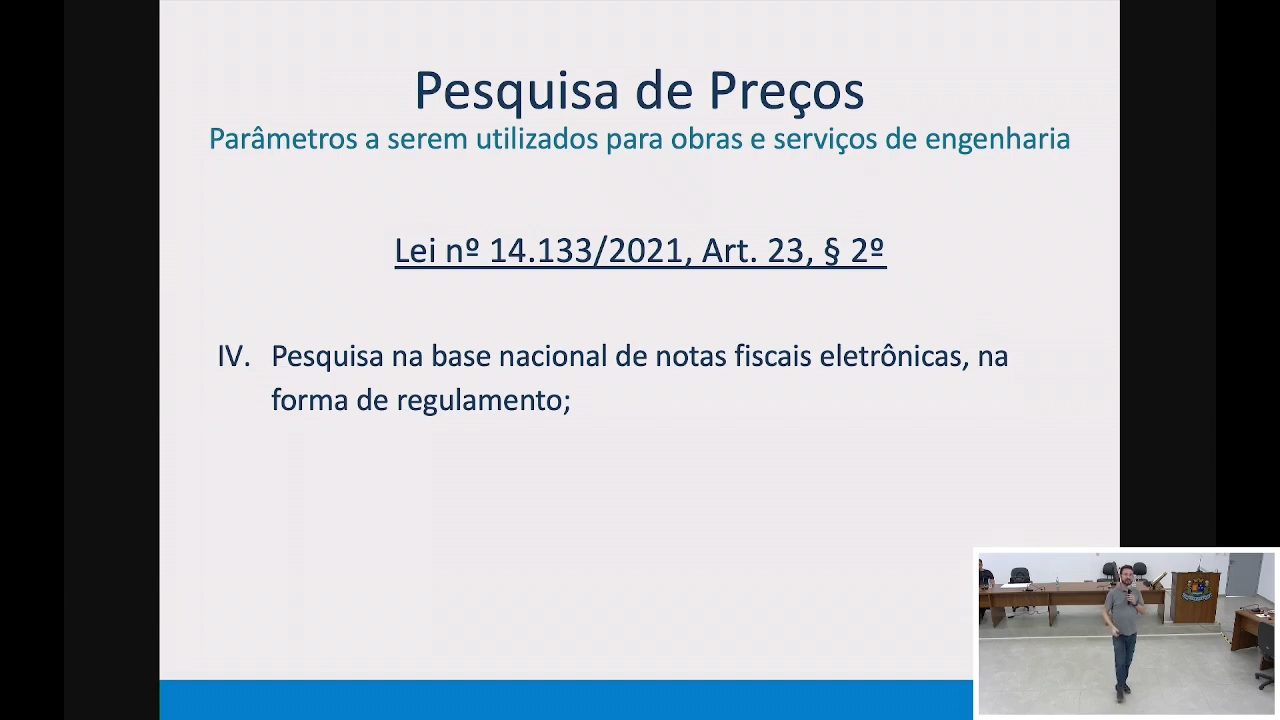 Pesquisa de Preços
Parâmetros a serem utilizados para obras e serviços de engenharia
Lei nº 14.133/2021, Art. 23, § 2º
IV. Pesquisa na base nacional de notas fiscais eletrônicas, na
forma de regulamento;